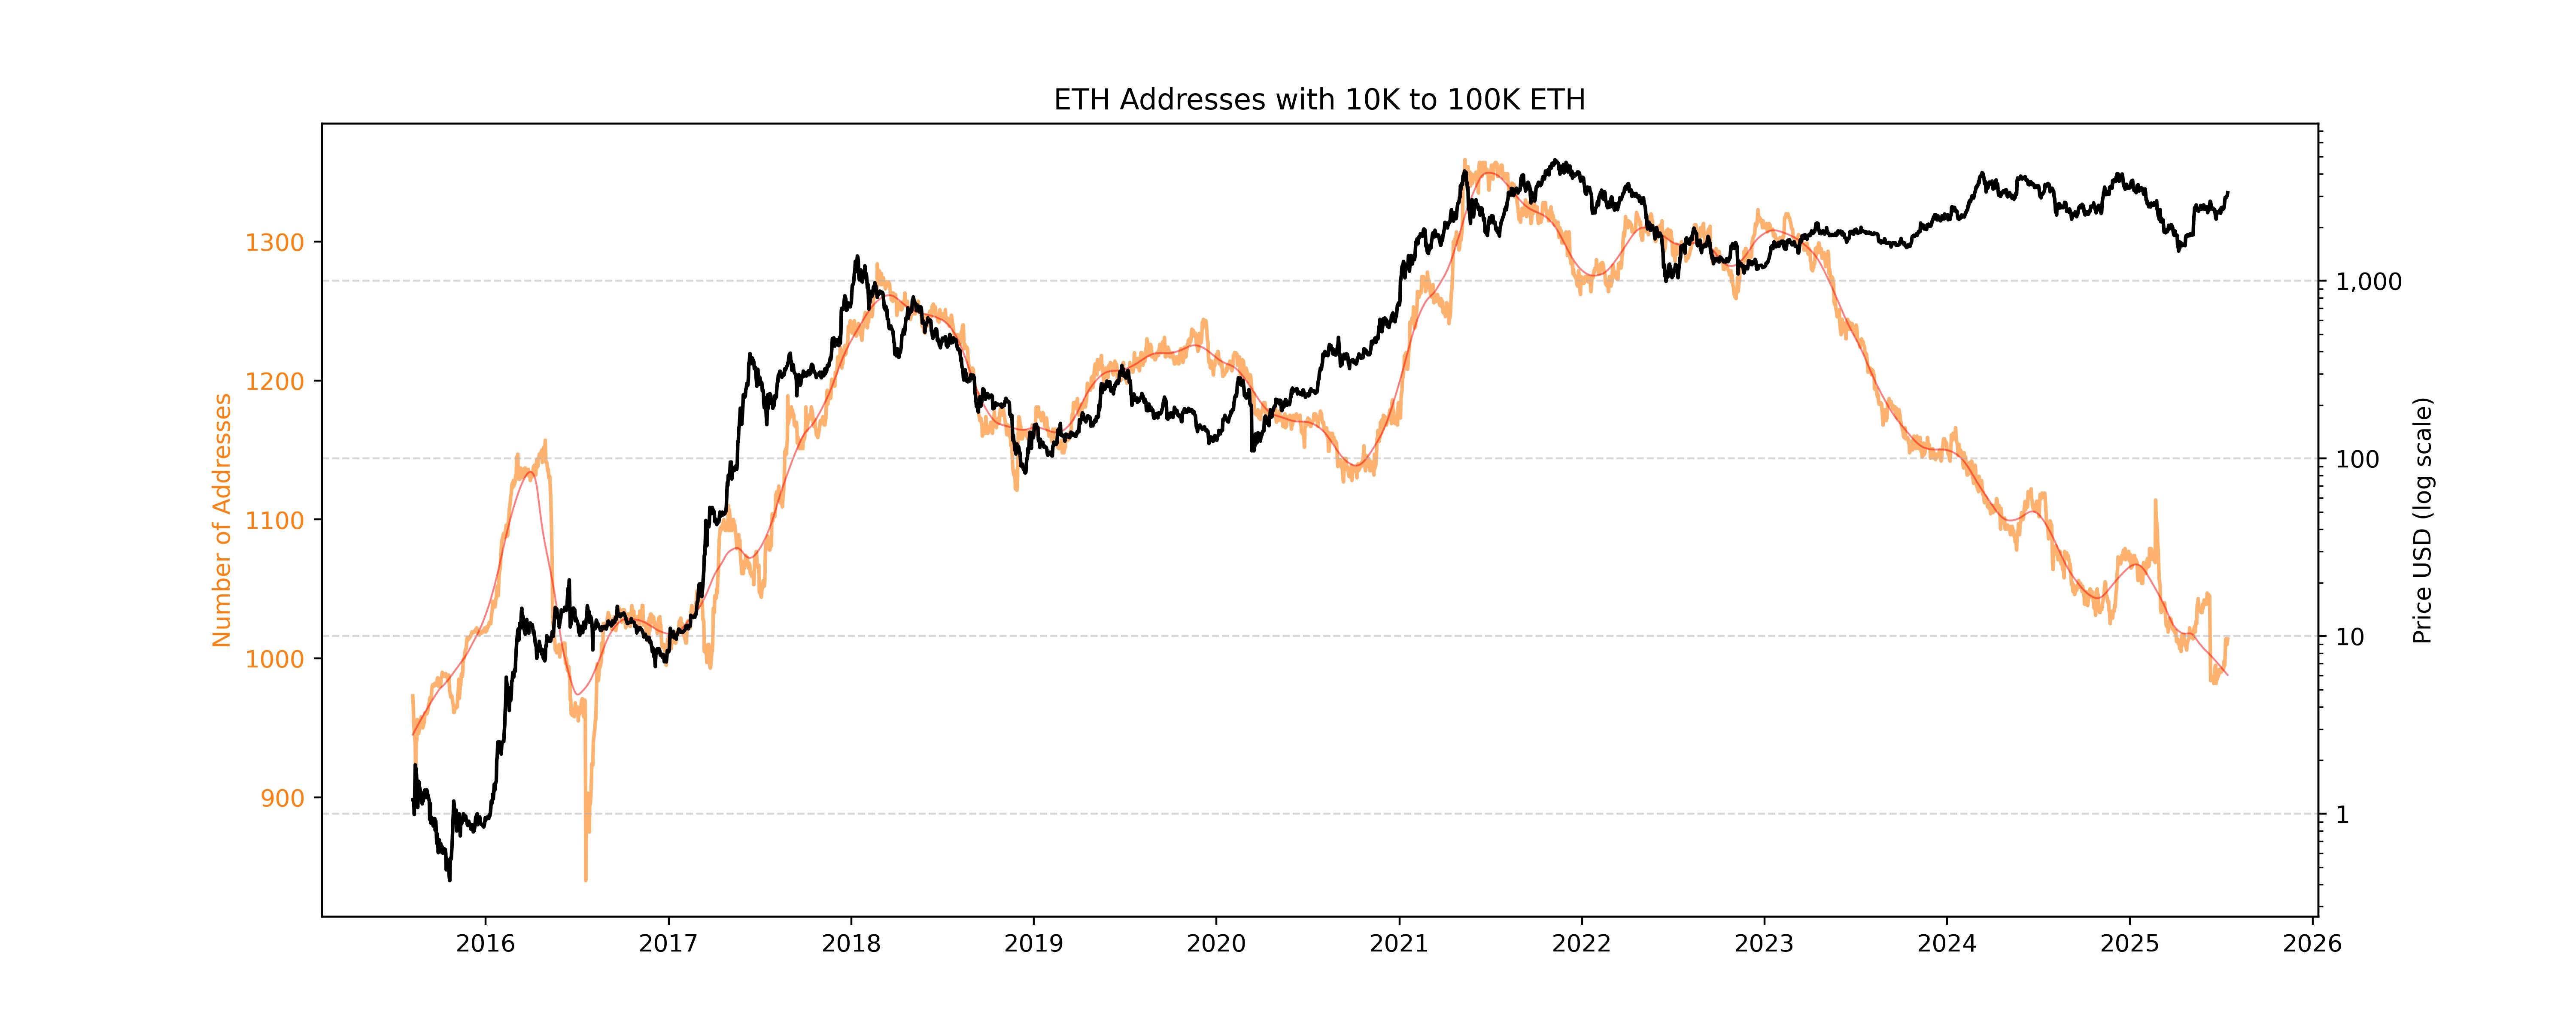 ETH Addresses with 10K to 100K ETH
Number of Addresses
1300
1200
1100
1000
900
1,000
100
10
1
Price USD (log scale)
2016 2017 2018 2019 2020 2021 2022 2023 2024 2025 2026